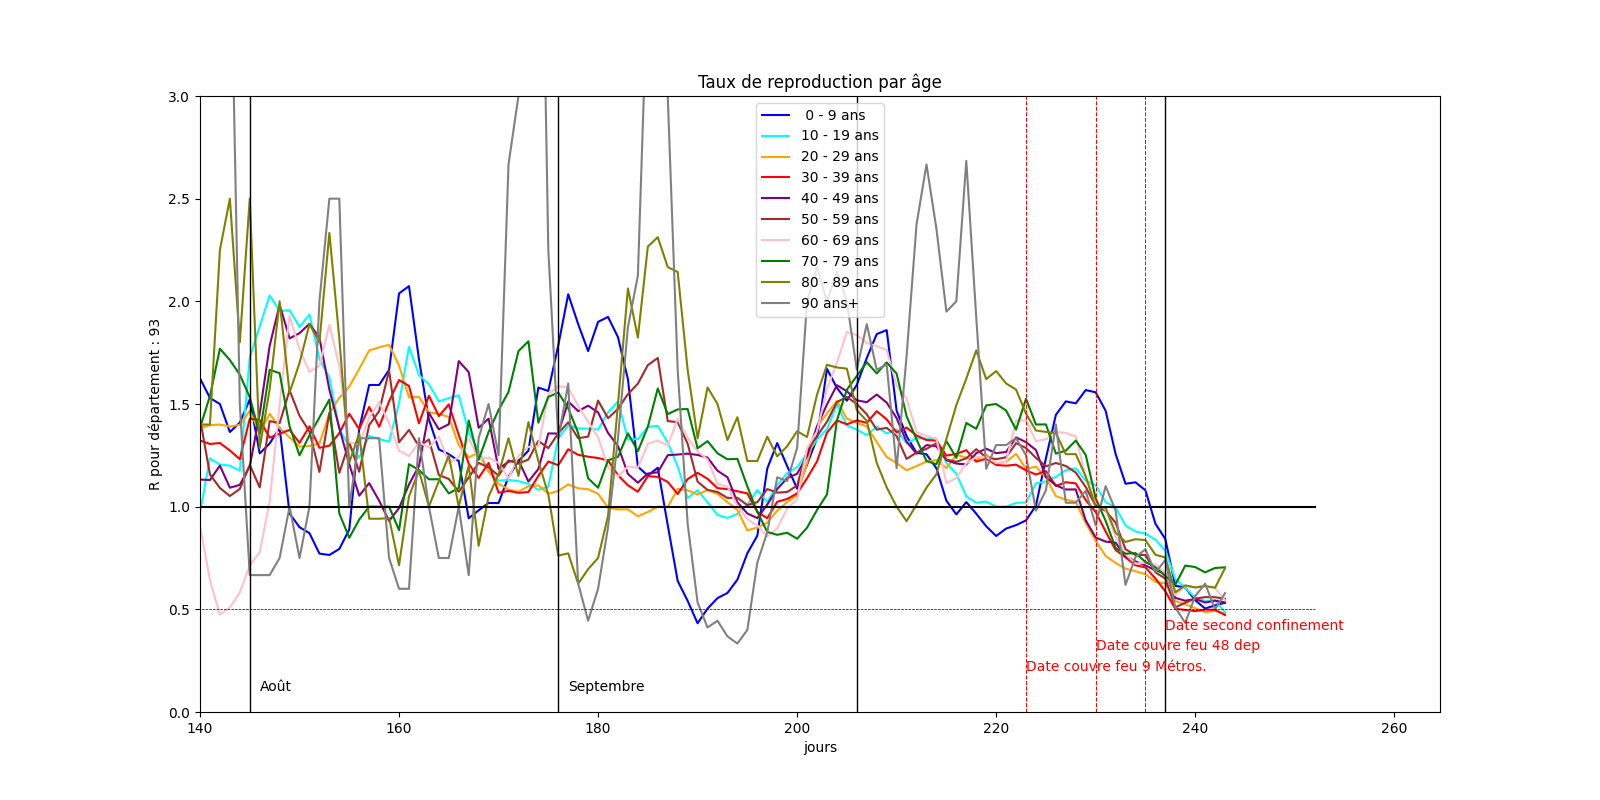 Taux de reproduction par âge
R pour département : 93
3.0
2.5
2.0
1.5
1.0
0.5
0.0
0 - 9 ans
10 - 19 ans
20 - 29 ans
30 - 39 ans
40 - 49 ans
50 - 59 ans
60 - 69 ans
70 - 79 ans
80 - 89 ans
90 ans+
Date second confinement
Date couvre feu 48 dep
Date couvre feu 9 Métros.
Août
Septembre
140
160
180
200
220
240
260
jours